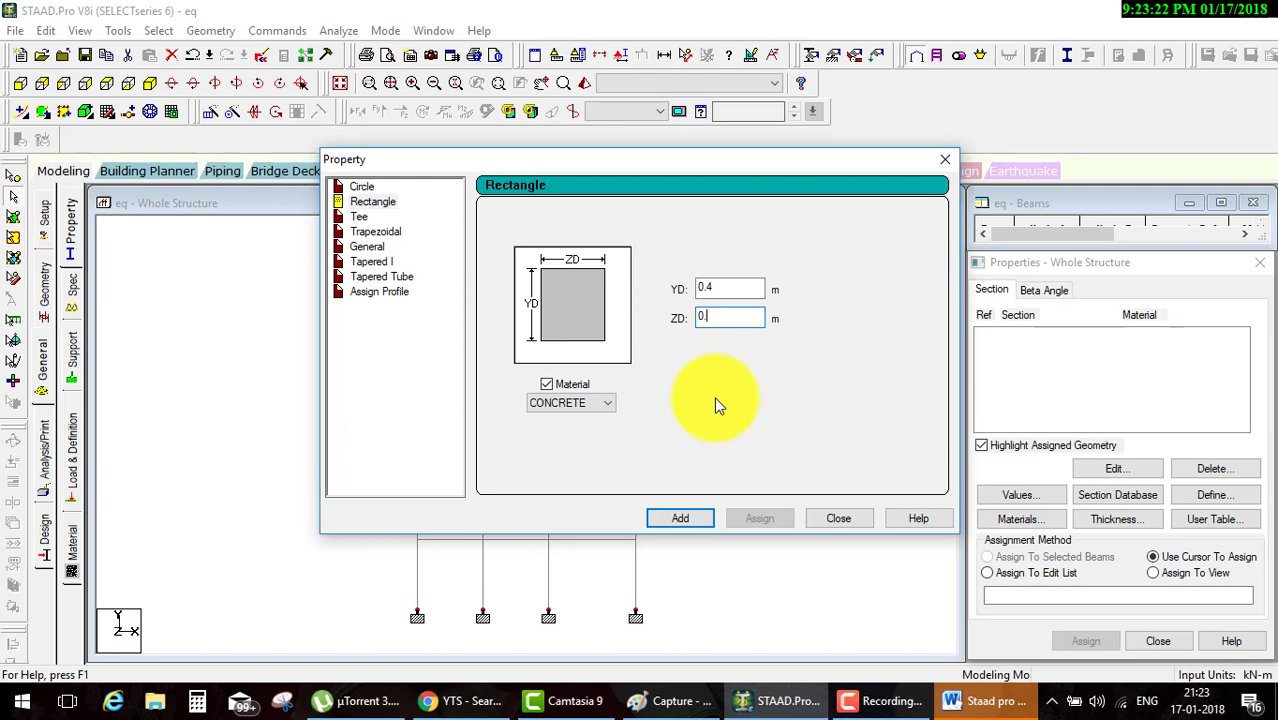 STAAD.Pro V8i (SELECTseries 6) - eq
9:23:22 PM 01/17/2018
File Edit View Tools Select Geometry Commands Analyze Mode Window Help
Modeling Building Planner Piping Bridge Deck
Earthquake
eq - Whole Structure
eq - Beams
Setup
Geometry
General
Analysis/Print
Design
Property
Spec
Support
Load & Definition
Material
Property
Circle
Rectangle
Tee
Trapezoidal
General
Tapered I
Tapered Tube
Assign Profile
Rectangle
ZD
YD
YD: 0.4 m
ZD: 0. m
Material
CONCRETE
Add Assign Close Help
Properties - Whole Structure
Section Beta Angle
Ref Section Material
Highlight Assigned Geometry
Edit... Delete...
Values... Section Database Define...
Materials... Thickness... User Table...
Assignment Method
Assign To Selected Beams Use Cursor To Assign
Assign To Edit List Assign To View
Assign Close Help
Y
Z X
For Help, press F1
Modeling Mo Input Units: kN-m
99+ µTorrent 3.... YTS - Sear... Camtasia 9 Capture - ... STAAD.Pro... Recording... Staad pro ... ENG 21:23
17-01-2018 16